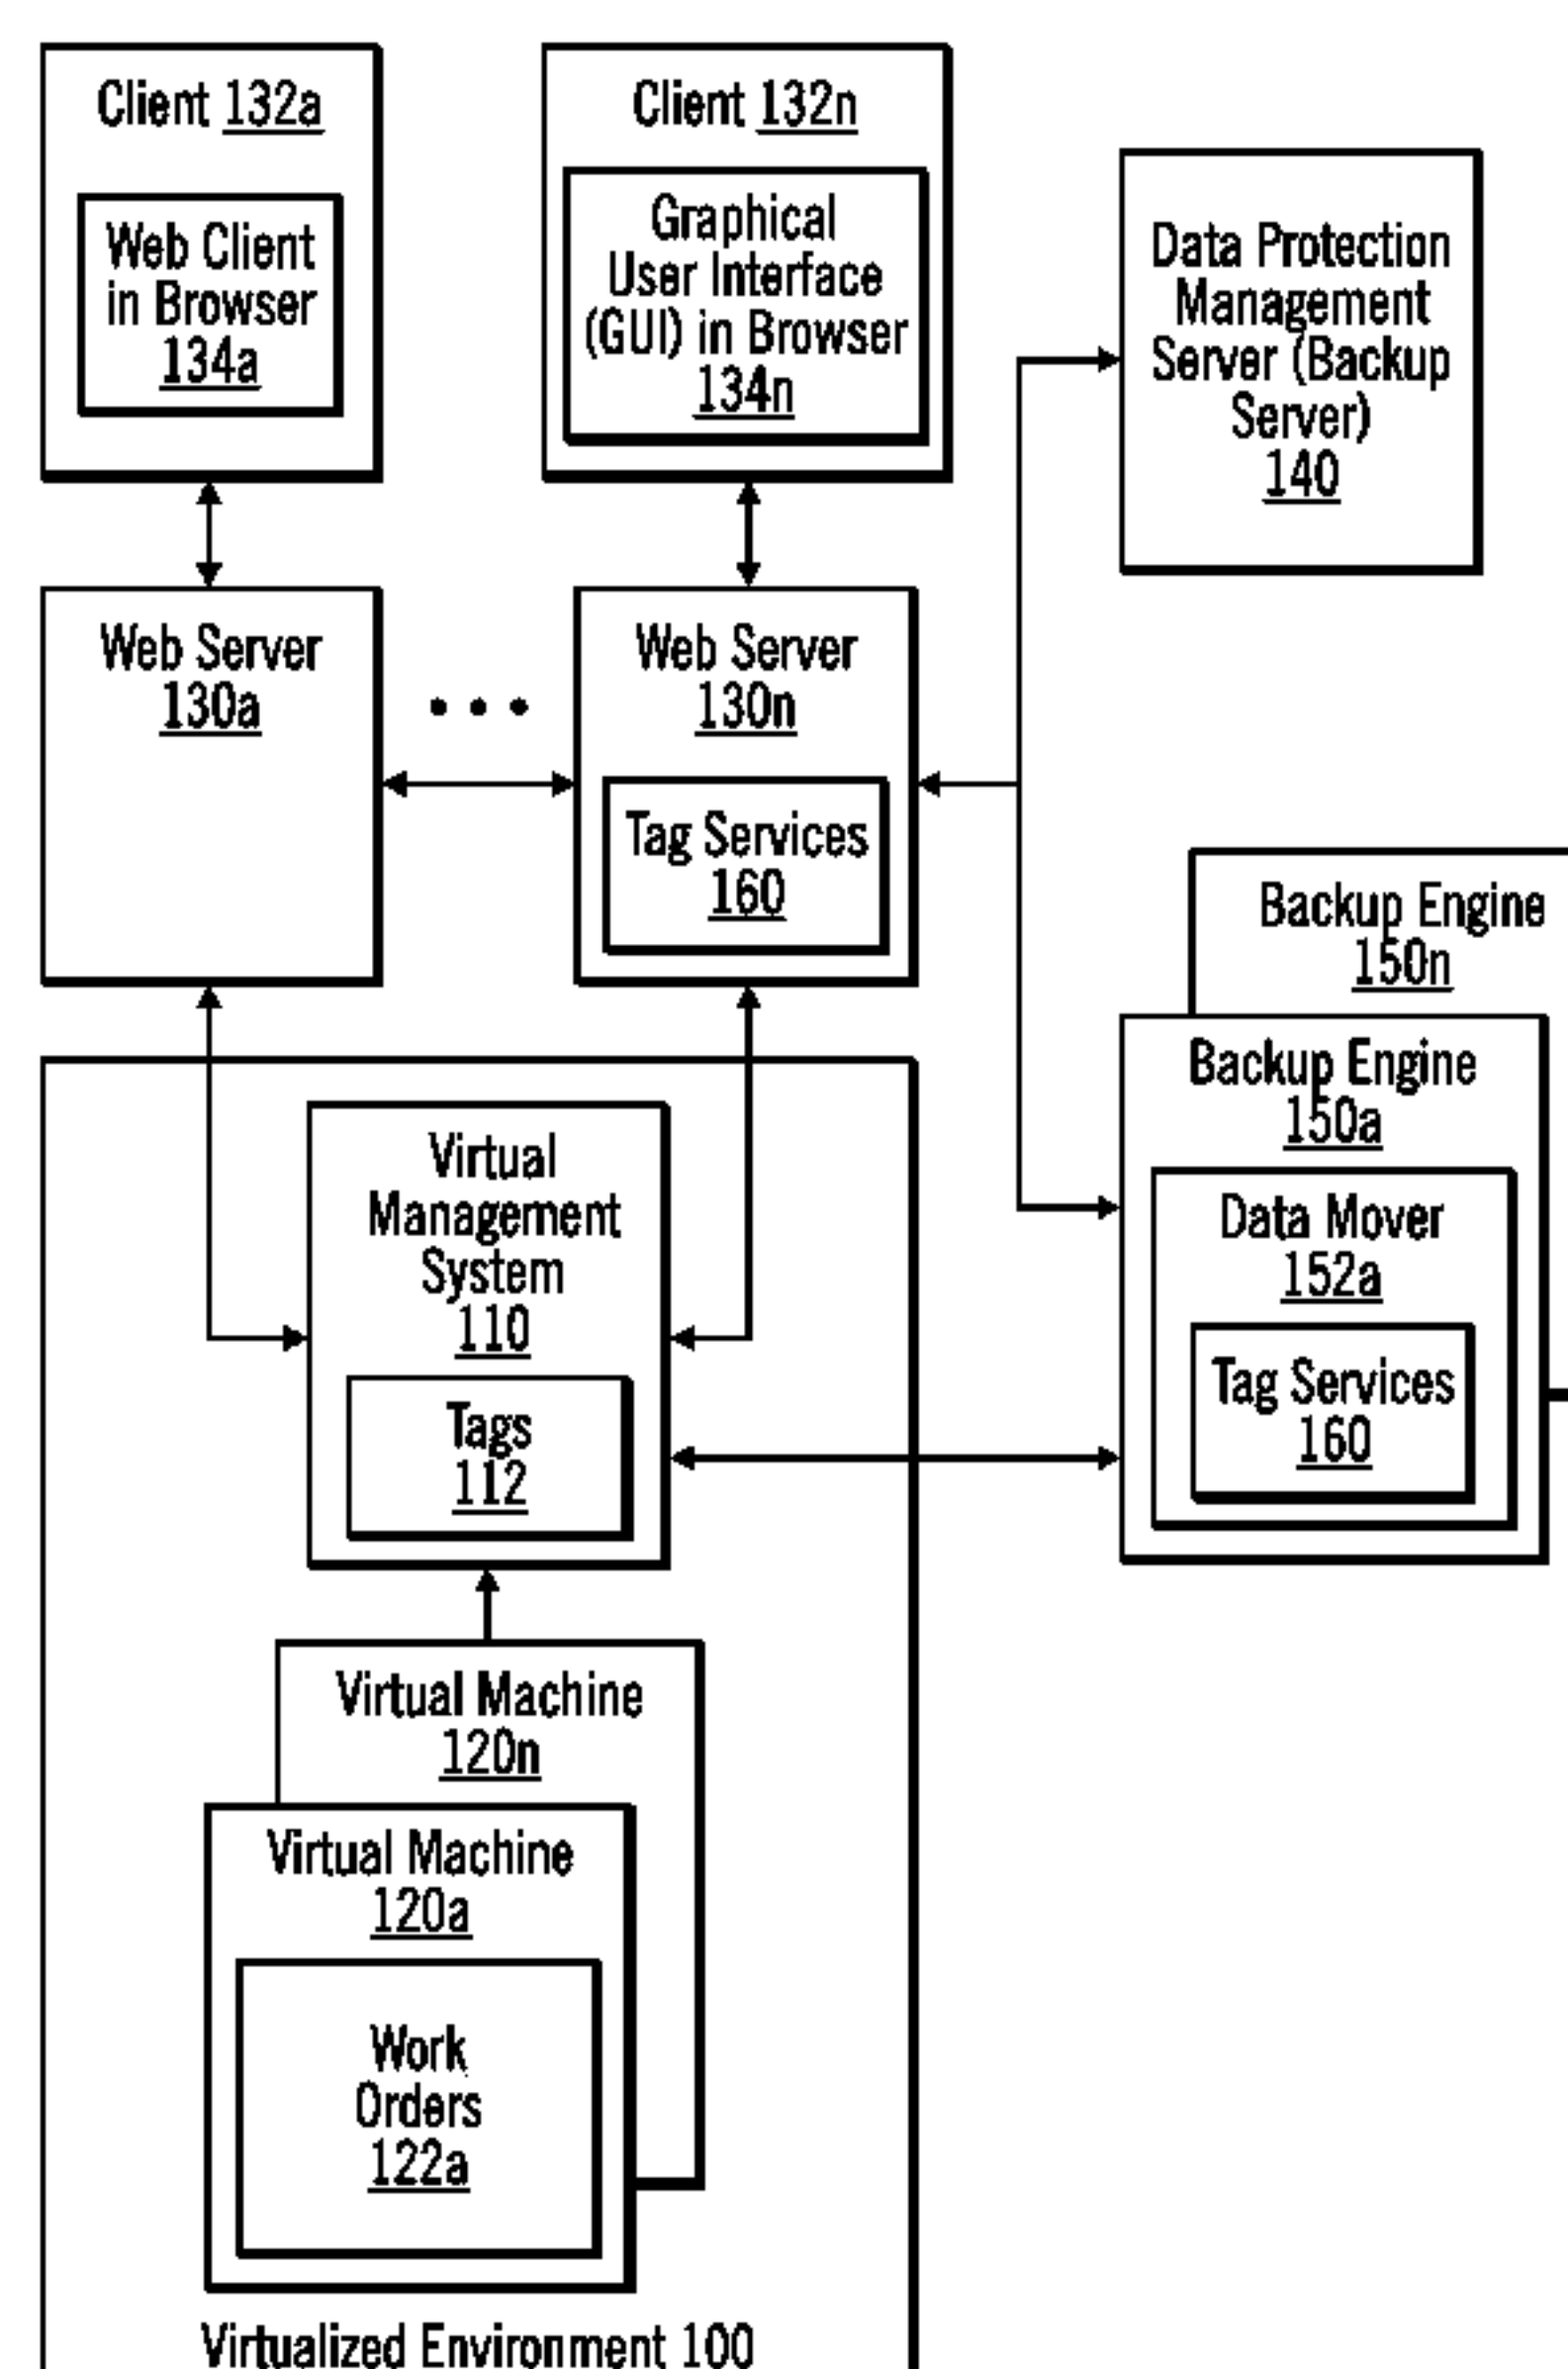 Client 132a
Web Client
in Browser
134a
Client 132n
Graphical
User Interface
(GUI) in Browser
134n
Data Protection
Management
Server (Backup
Server)
140
Web Server
130a
Web Server
130n
Tag Services
160
Backup Engine
150n
Backup Engine
150a
Data Mover
152a
Tag Services
160
Virtual
Management
System
110
Tags
112
Virtual Machine
120n
Virtual Machine
120a
Work
Orders
122a
Virtualized Environment 100